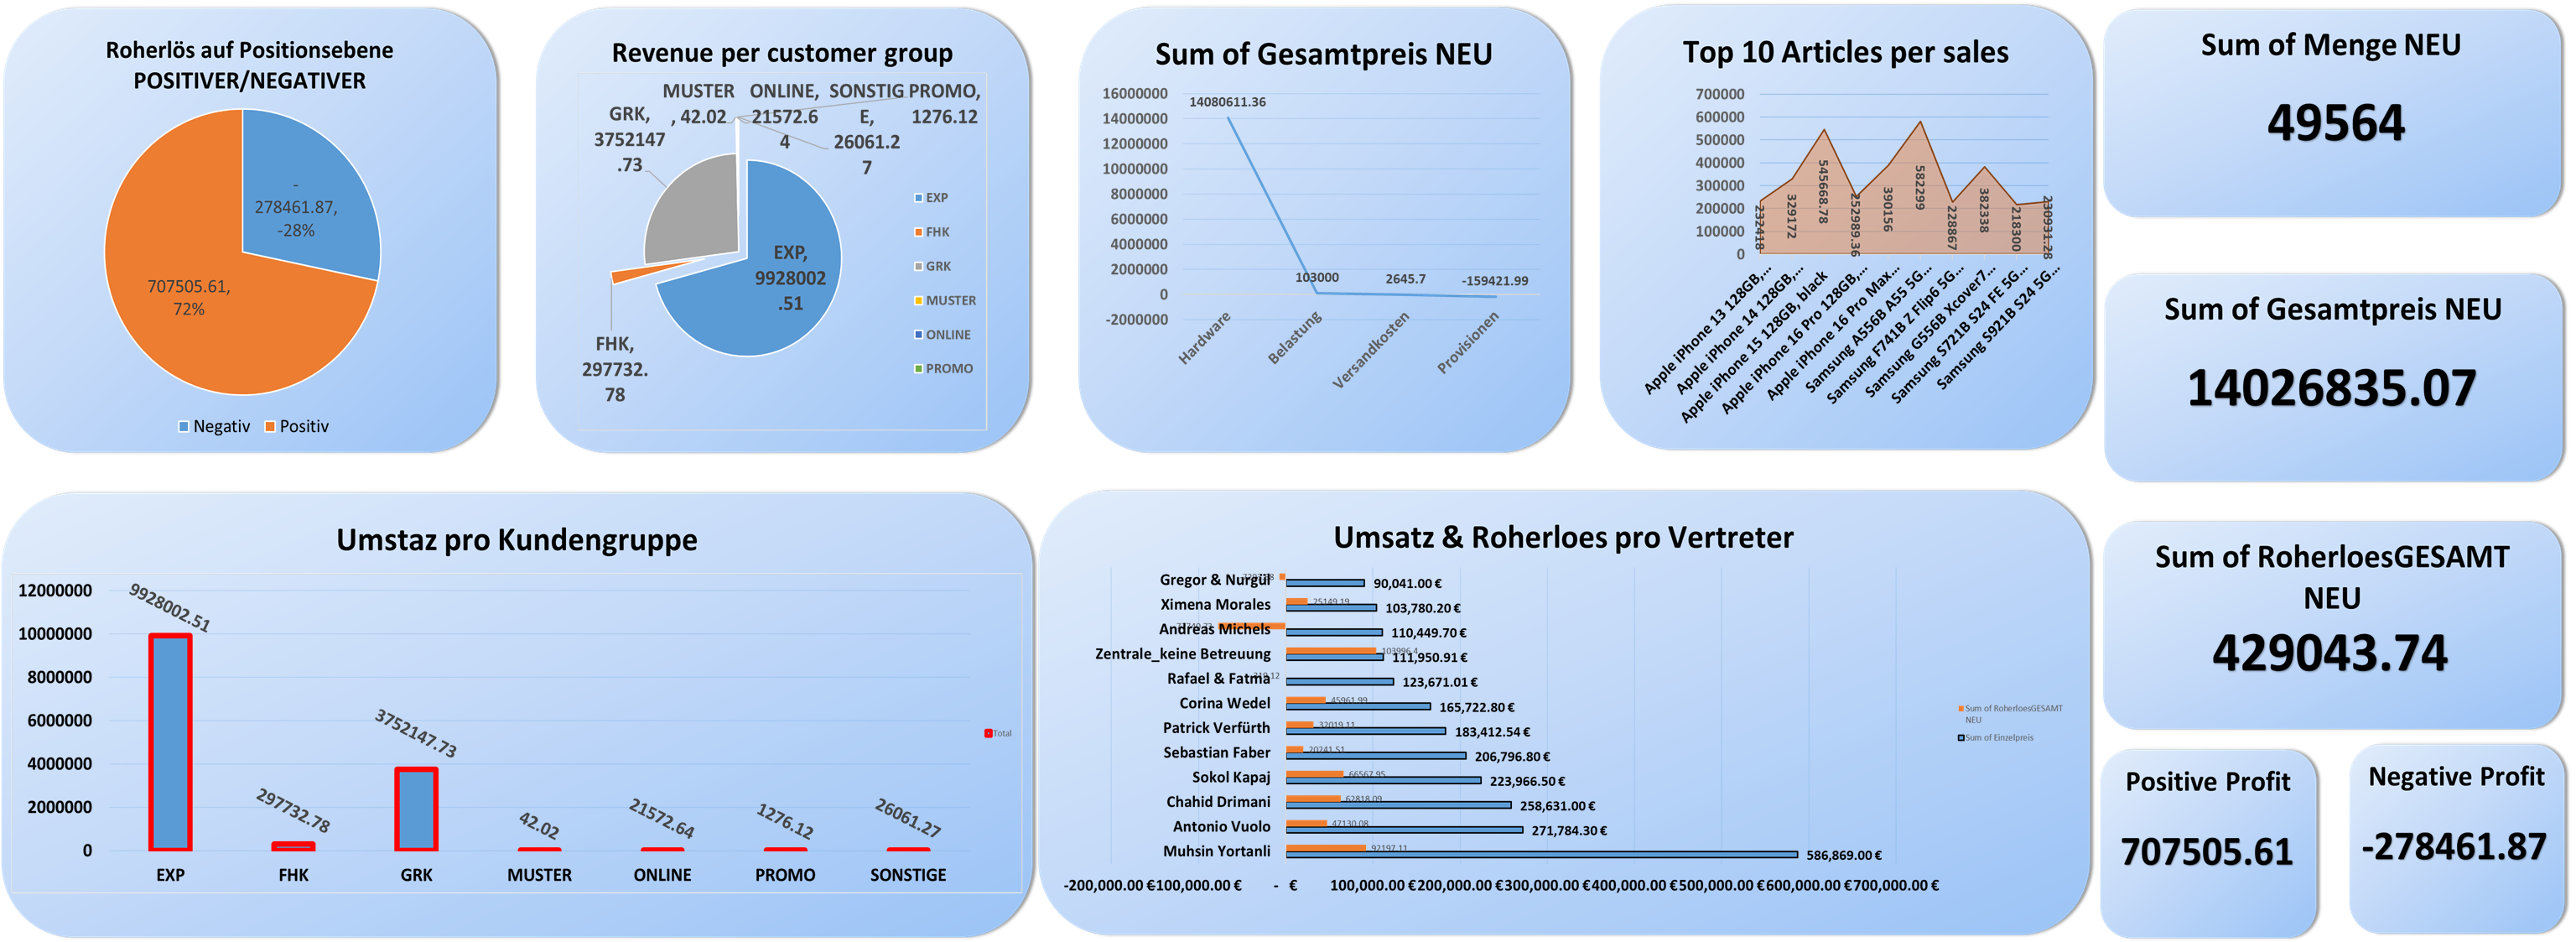 Roherlös auf Positionsebene
POSITIVER/NEGATIVER
-
278461.87,
-28%
707505.61,
72%
Negativ
Positiv
Revenue per customer group
MUSTER
, 42.02
ONLINE,
21572.6
4
SONSTIG
E,
26061.2
7
PROMO,
1276.12
GRK,
3752147
.73
EXP,
9928002
.51
FHK,
297732.
78
EXP
FHK
GRK
MUSTER
ONLINE
PROMO
Sum of Gesamtpreis NEU
16000000
14000000
12000000
10000000
8000000
6000000
4000000
2000000
0
-2000000
14080611.36
103000
2645.7
-159421.99
Hardware
Belastung
Versandkosten
Provisionen
Top 10 Articles per sales
700000
600000
500000
400000
300000
200000
100000
0
232418
329172
545668.78
252989.36
390156
582299
228867
382338
218300
230931.28
Apple iPhone 13 128GB,...
Apple iPhone 14 128GB,...
Apple iPhone 15 128GB, black
Apple iPhone 16 Pro 128GB,...
Apple iPhone 16 Pro Max...
Samsung A556B A55 5G...
Samsung F741B Z Flip6 5G...
Samsung G556B Xcover7...
Samsung S721B S24 FE 5G...
Samsung S921B S24 5G...
Sum of Menge NEU
49564
Sum of Gesamtpreis NEU
14026835.07
Umstaz pro Kundengruppe
12000000
10000000
8000000
6000000
4000000
2000000
0
9928002.51
297732.78
3752147.73
42.02
21572.64
1276.12
26061.27
EXP
FHK
GRK
MUSTER
ONLINE
PROMO
SONSTIGE
Total
Umsatz & Roherloes pro Vertreter
Gregor & Nurgül
90,041.00 €
Ximena Morales
25149.19
103,780.20 €
Andreas Michels
110,449.70 €
Zentrale_keine Betreuung
103996.4
111,950.91 €
Rafael & Fatma
123,671.01 €
Corina Wedel
45961.99
165,722.80 €
Patrick Verfürth
32019.11
183,412.54 €
Sebastian Faber
20241.51
206,796.80 €
Sokol Kapaj
66567.95
223,966.50 €
Chahid Drimani
62818.09
258,631.00 €
Antonio Vuolo
47130.08
271,784.30 €
Muhsin Yortanli
92197.11
586,869.00 €
-200,000.00 €
-100,000.00 €
- €
100,000.00 €
200,000.00 €
300,000.00 €
400,000.00 €
500,000.00 €
600,000.00 €
700,000.00 €
Sum of RoherloesGESAMT
NEU
Sum of Einzelpreis
Sum of RoherloesGESAMT
NEU
429043.74
Positive Profit
707505.61
Negative Profit
-278461.87